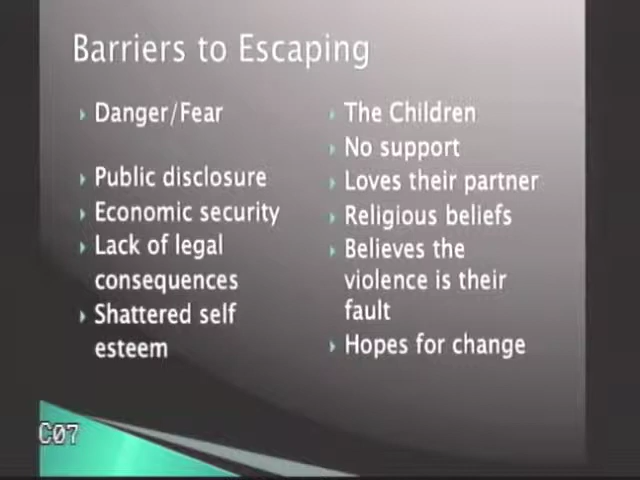 Barriers to Escaping
Danger/Fear
Public disclosure
Economic security
Lack of legal
consequences
Shattered self
esteem
The Children
No support
Loves their partner
Religious beliefs
Believes the
violence is their
fault
Hopes for change
C07